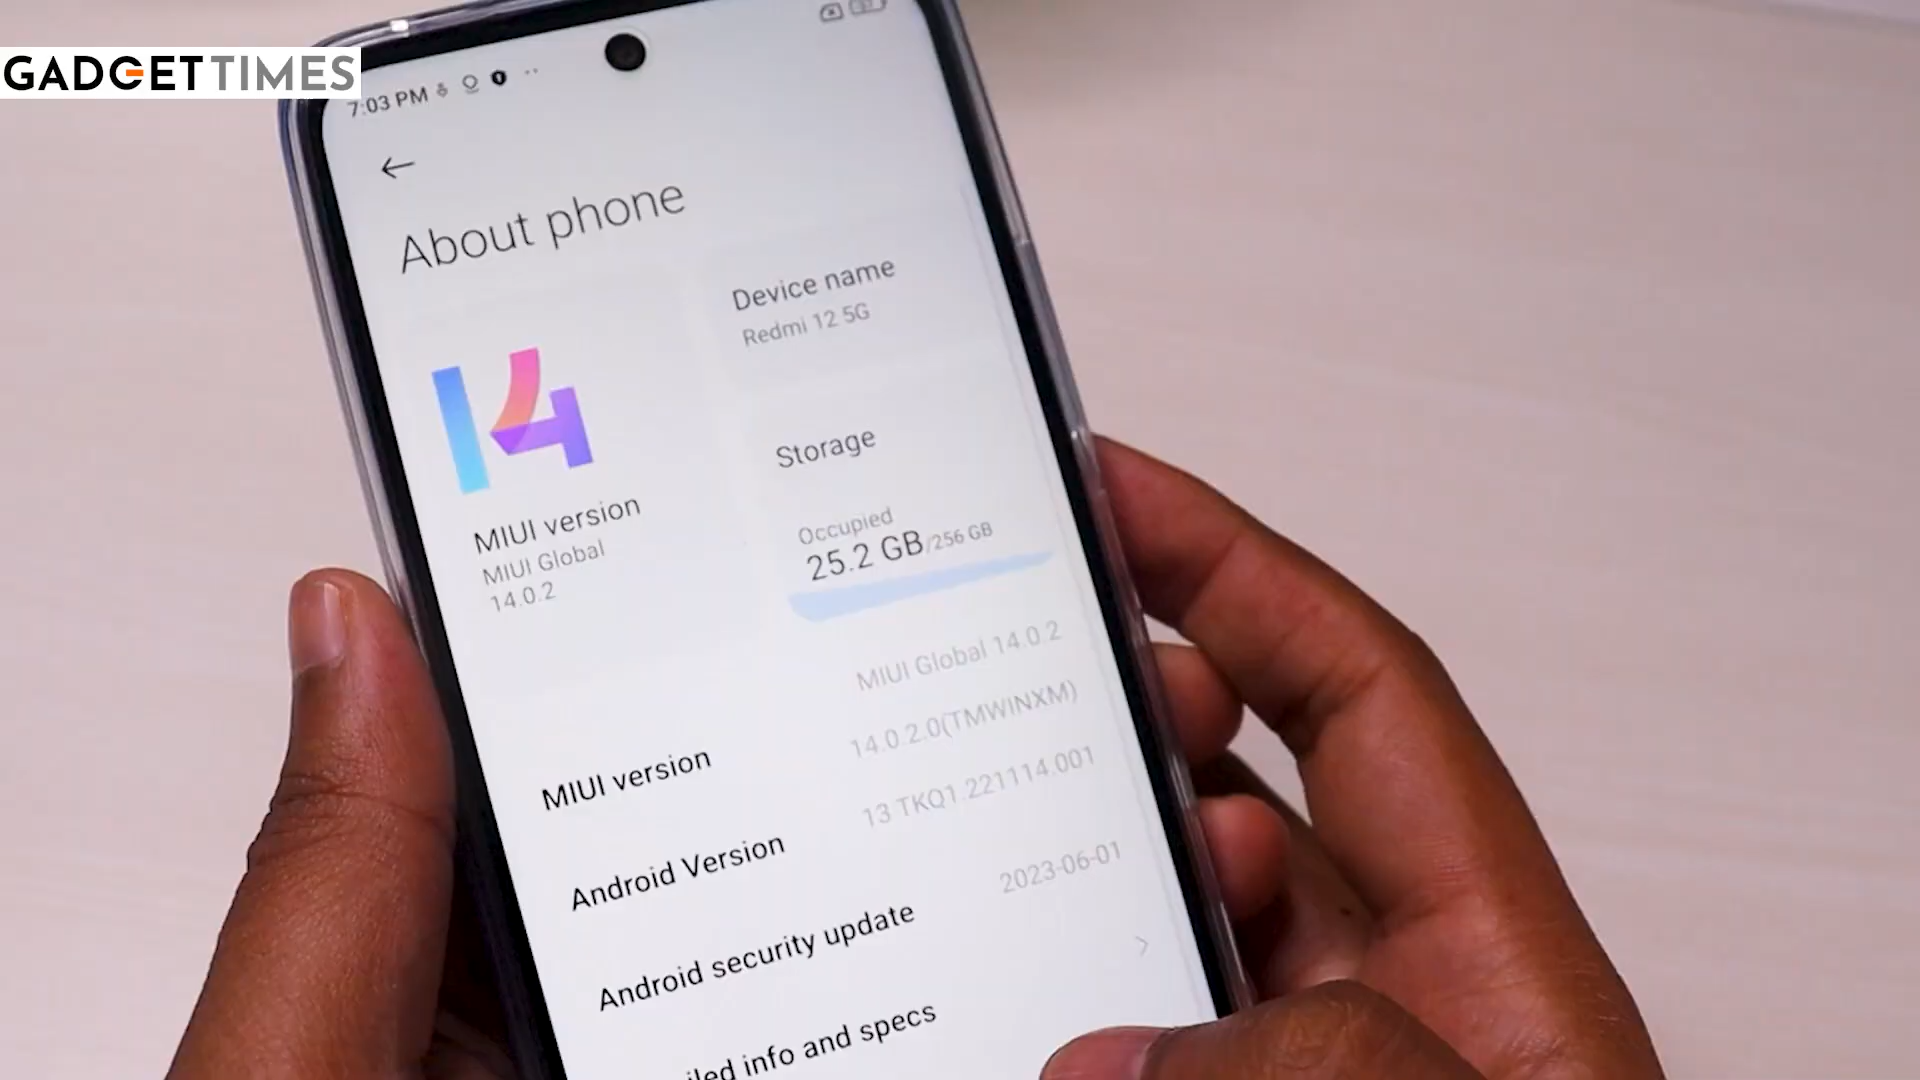 GADGETTIMES
7:03 PM
About phone
Device name
Redmi 12 5G
14
MIUI version
MIUI Global
14.0.2
Storage
Occupied
25.2 GB/256 GB
MIUI version
MIUI Global 14.0.2
14.0.2.0(TMWINXM)
Android Version
13 TKQ1.221114.001
Android security update
2023-06-01
iled info and specs